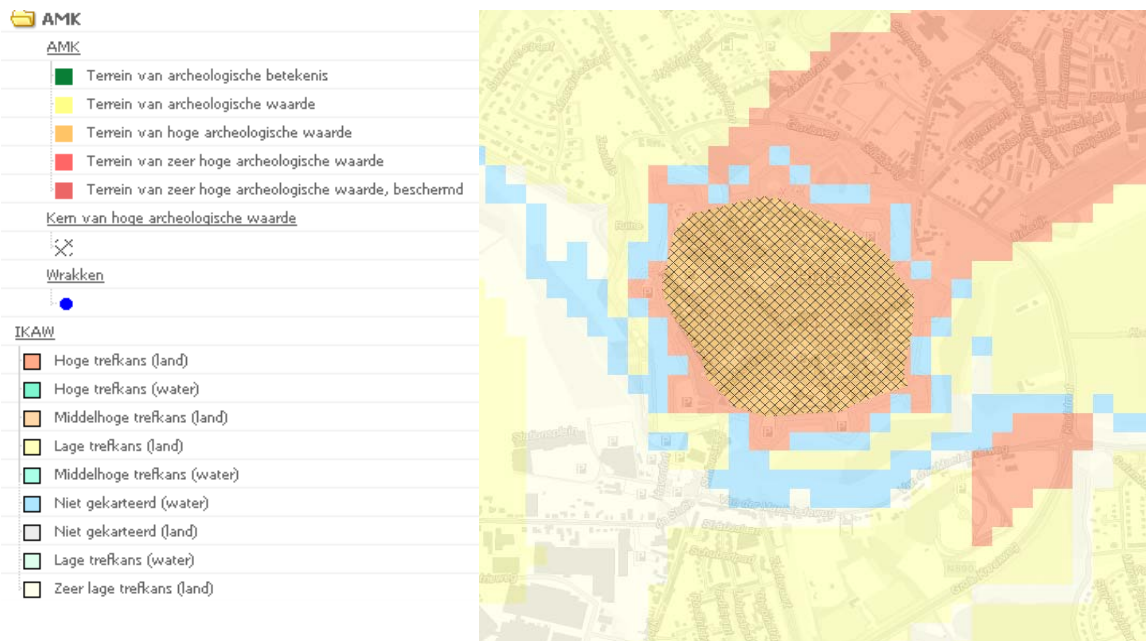 AMK
AMK
Terrein van archeologische betekenis
Terrein van archeologische waarde
Terrein van hoge archeologische waarde
Terrein van zeer hoge archeologische waarde
Terrein van zeer hoge archeologische waarde, beschermd
Kern van hoge archeologische waarde
Wrakken
IKAW
Hoge trefkans (land)
Hoge trefkans (water)
Middelhoge trefkans (land)
Lage trefkans (land)
Middelhoge trefkans (water)
Niet gekarteerd (water)
Niet gekarteerd (land)
Lage trefkans (water)
Zeer lage trefkans (land)